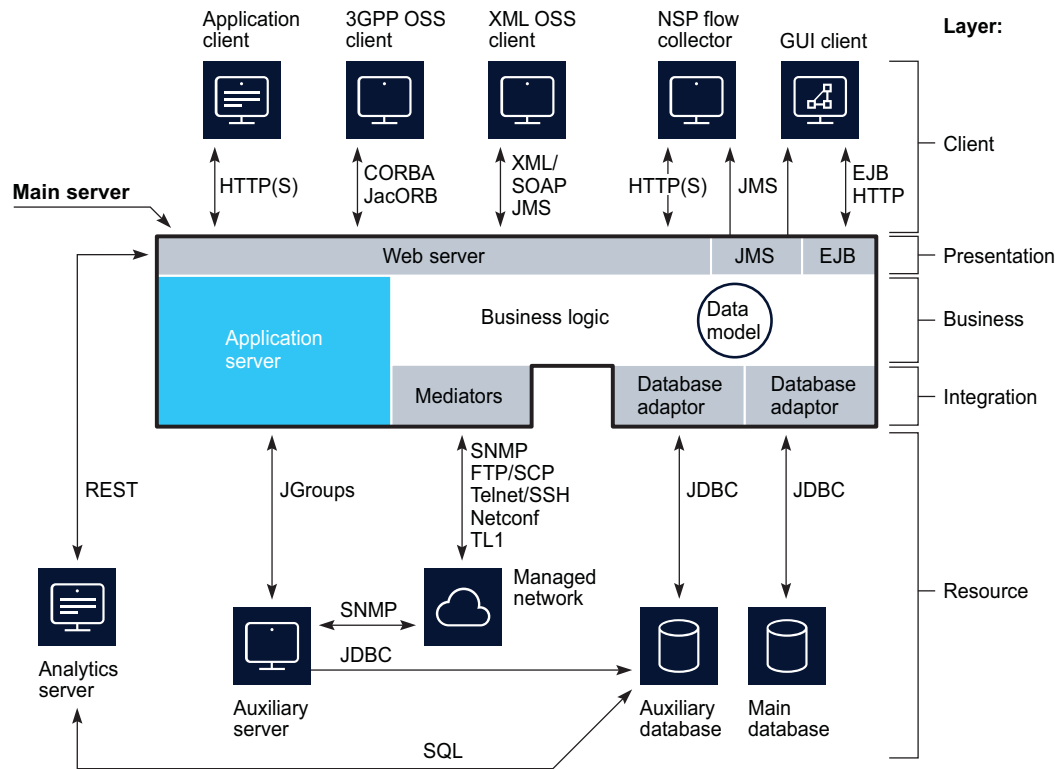 Application
client
3GPP OSS
client
XML OSS
client
NSP flow
collector
GUI client
Layer:
Client
HTTP(S)
CORBA
JacORB
XML/
SOAP
JMS
HTTP(S)
JMS
EJB
HTTP
Main server
Web server
JMS
EJB
Presentation
Application
server
Business logic
Data
model
Business
Mediators
Database
adaptor
Database
adaptor
Integration
REST
JGroups
SNMP
FTP/SCP
Telnet/SSH
Netconf
TL1
JDBC
JDBC
Managed
network
Resource
SNMP
JDBC
Analytics
server
Auxiliary
server
Auxiliary
database
Main
database
SQL